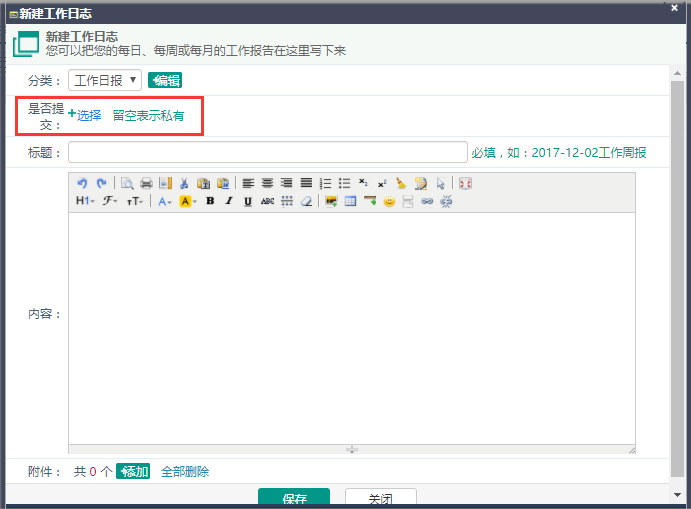 新建工作日志
新建工作日志
您可以把您的每日、每周或每月的工作报告在这里写下来
分类： 工作日报 ▼ +编辑
是否提交： +选择 留空表示私有
标题： 必填，如：2017-12-02工作周报
H1 F тT A A B I U ABC
内容：
附件： 共 0 个 +添加 全部删除
保存 关闭